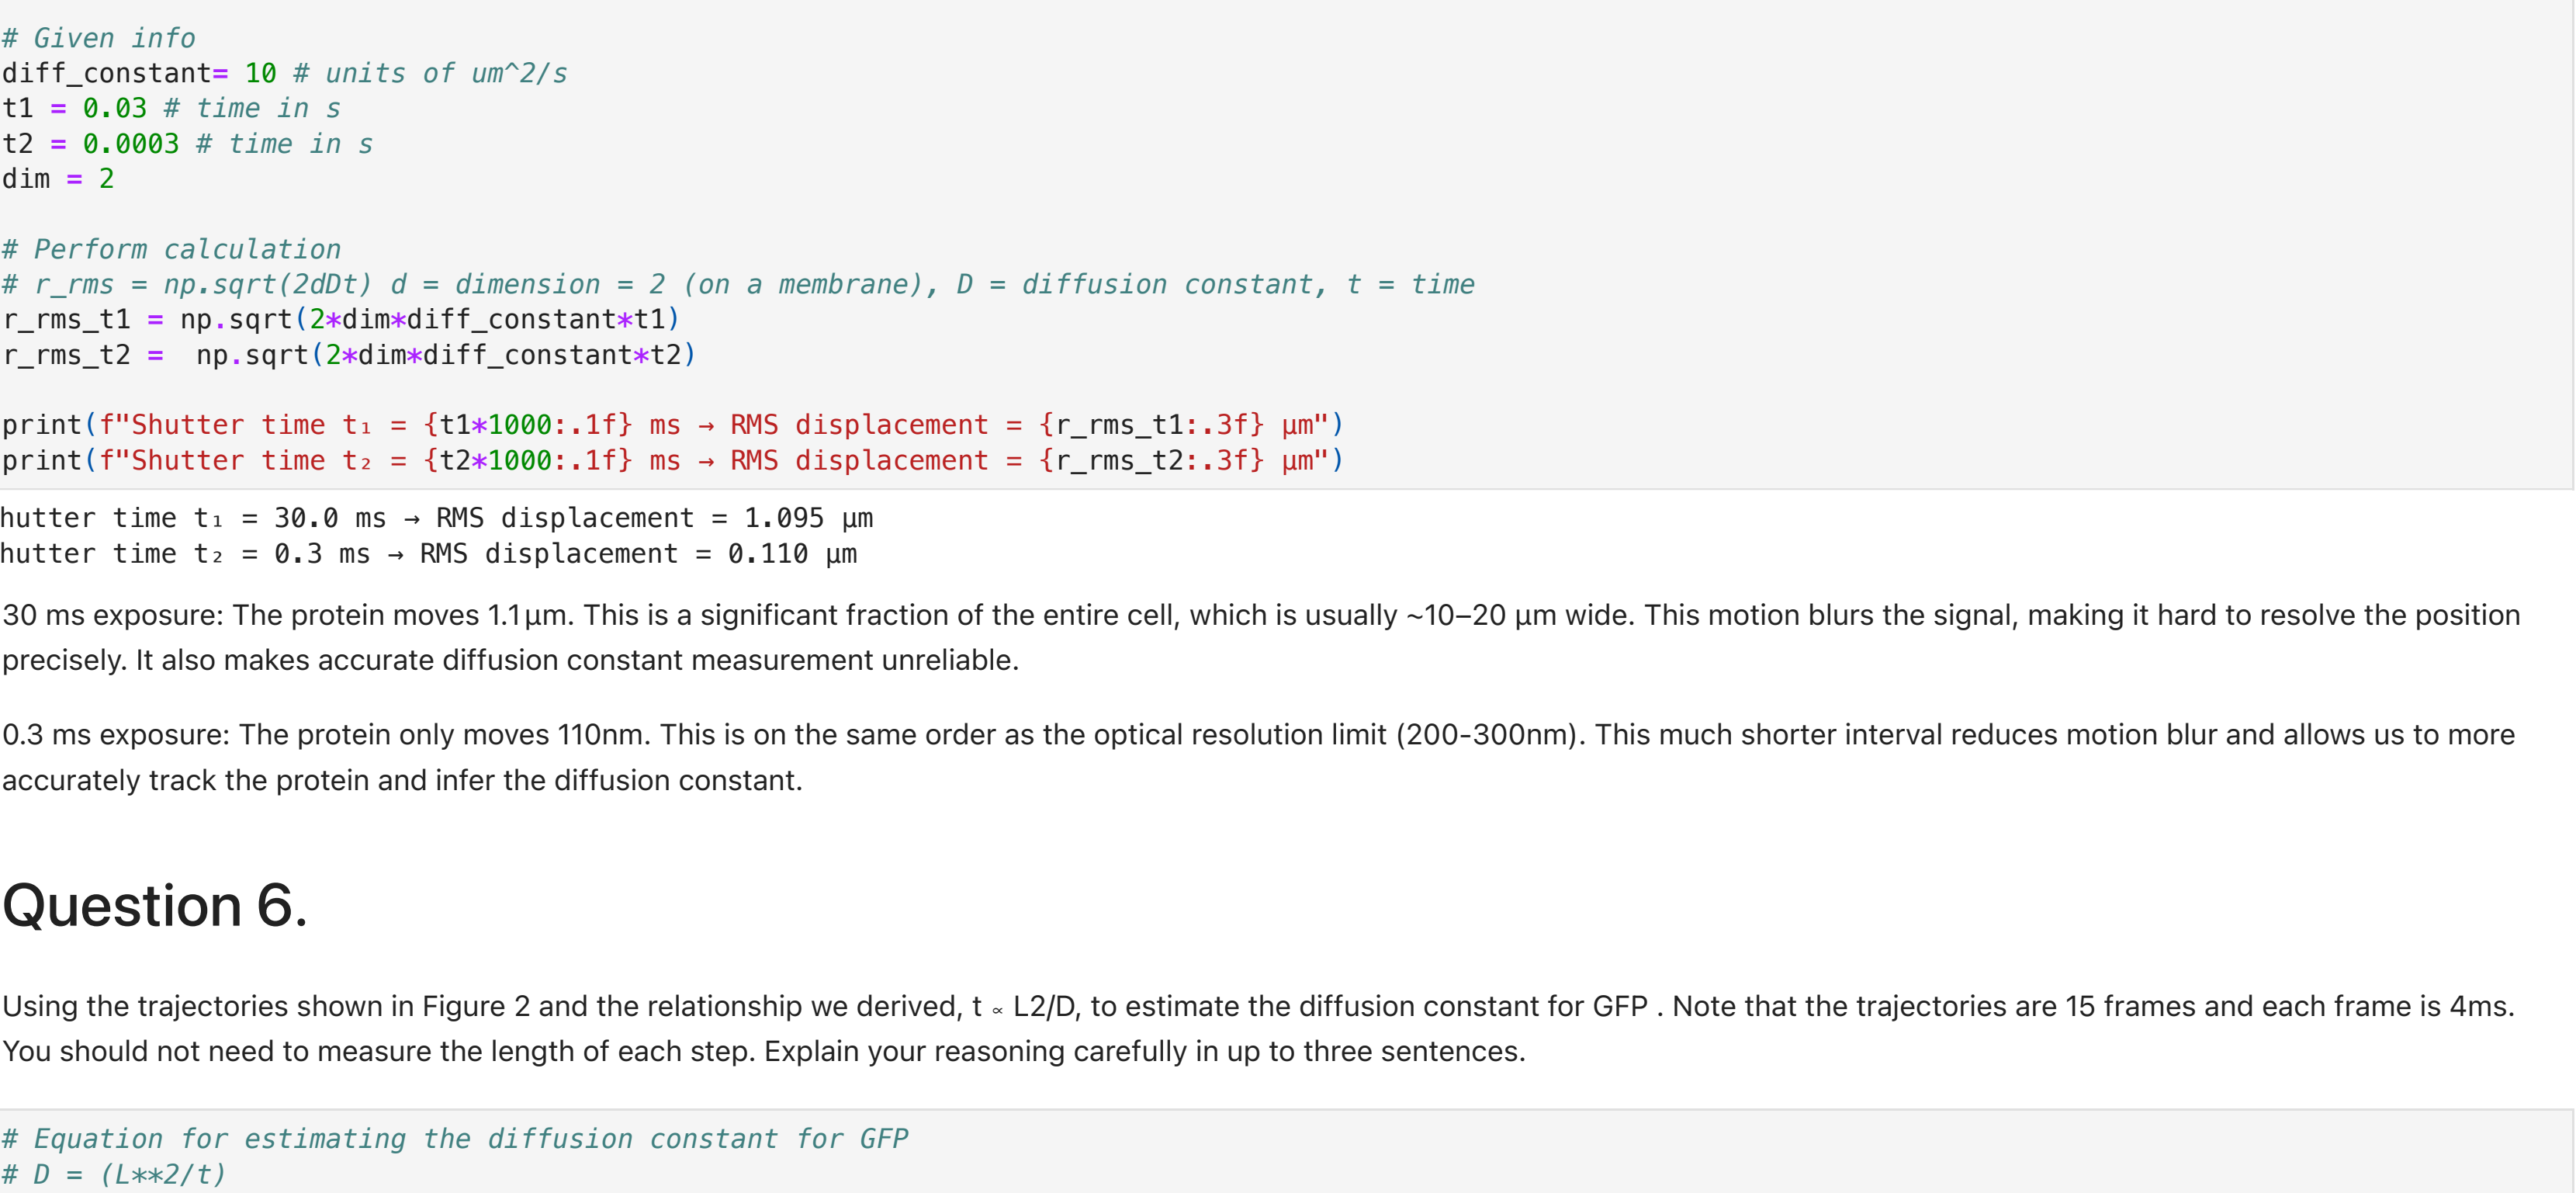 # Given info
diff_constant= 10 # units of um^2/s
t1 = 0.03 # time in s
t2 = 0.0003 # time in s
dim = 2
# Perform calculation
# r_rms = np.sqrt(2dDt) d = dimension = 2 (on a membrane), D = diffusion constant, t = time
r_rms_t1 = np.sqrt(2*dim*diff_constant*t1)
r_rms_t2 =  np.sqrt(2*dim*diff_constant*t2)
print(f"Shutter time t₁ = {t1*1000:.1f} ms → RMS displacement = {r_rms_t1:.3f} μm")
print(f"Shutter time t₂ = {t2*1000:.1f} ms → RMS displacement = {r_rms_t2:.3f} μm")
hutter time t₁ = 30.0 ms → RMS displacement = 1.095 μm
hutter time t₂ = 0.3 ms → RMS displacement = 0.110 μm
30 ms exposure: The protein moves 1.1 μm. This is a significant fraction of the entire cell, which is usually ~10–20 μm wide. This motion blurs the signal, making it hard to resolve the position
precisely. It also makes accurate diffusion constant measurement unreliable.
0.3 ms exposure: The protein only moves 110nm. This is on the same order as the optical resolution limit (200-300nm). This much shorter interval reduces motion blur and allows us to more
accurately track the protein and infer the diffusion constant.
Question 6.
Using the trajectories shown in Figure 2 and the relationship we derived, t ∝ L2/D, to estimate the diffusion constant for GFP . Note that the trajectories are 15 frames and each frame is 4ms.
You should not need to measure the length of each step. Explain your reasoning carefully in up to three sentences.
# Equation for estimating the diffusion constant for GFP
# D = (L**2/t)